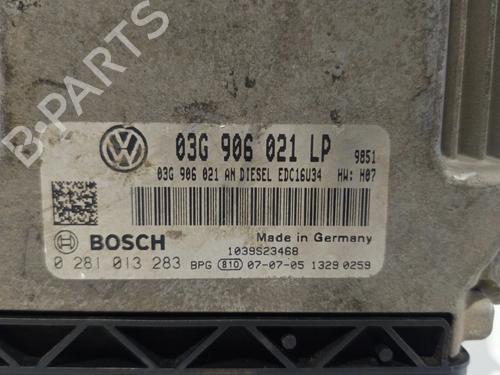 B-PARTS
03G 906 021 LP 9851
03G 906 021 AN DIESEL EDC16U34 HW: H07
BOSCH
Made in Germany
1039S23468
0 281 013 283 BPG 810 07-07-05 1329 0259